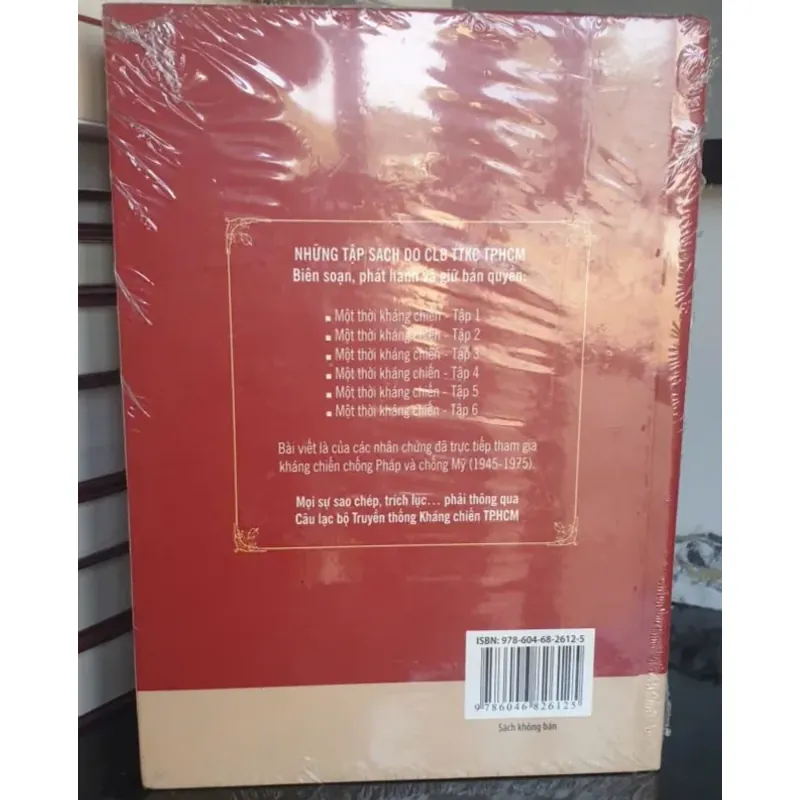 NHỮNG TẬP SÁCH DO CLB TTKC TPHCM
Biên soạn, phát hành và giữ bản quyền:
Một thời kháng chiến - Tập 1
Một thời kháng chiến - Tập 2
Một thời kháng chiến - Tập 3
Một thời kháng chiến - Tập 4
Một thời kháng chiến - Tập 5
Một thời kháng chiến - Tập 6
Bài viết là của các nhân chứng đã trực tiếp tham gia
kháng chiến chống Pháp và chống Mỹ (1945-1975).
Mọi sự sao chép, trích lục... phải thông qua
Câu lạc bộ Truyền thống Kháng chiến TPHCM
ISBN: 978-604-68-2612-5
9 786046 826125
Sách không bán